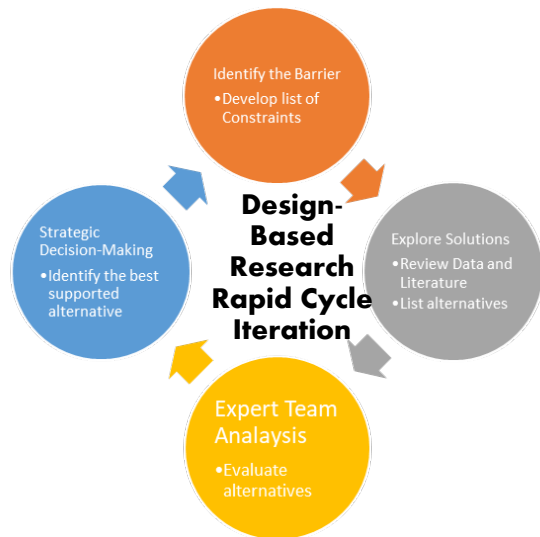 Identify the Barrier
•Develop list of
Constraints
Design-
Based
Research
Rapid Cycle
Iteration
Explore Solutions
•Review Data and
Literature
•List alternatives
Expert Team
Analaysis
•Evaluate
alternatives
Strategic
Decision-Making
•Identify the best
supported
alternative